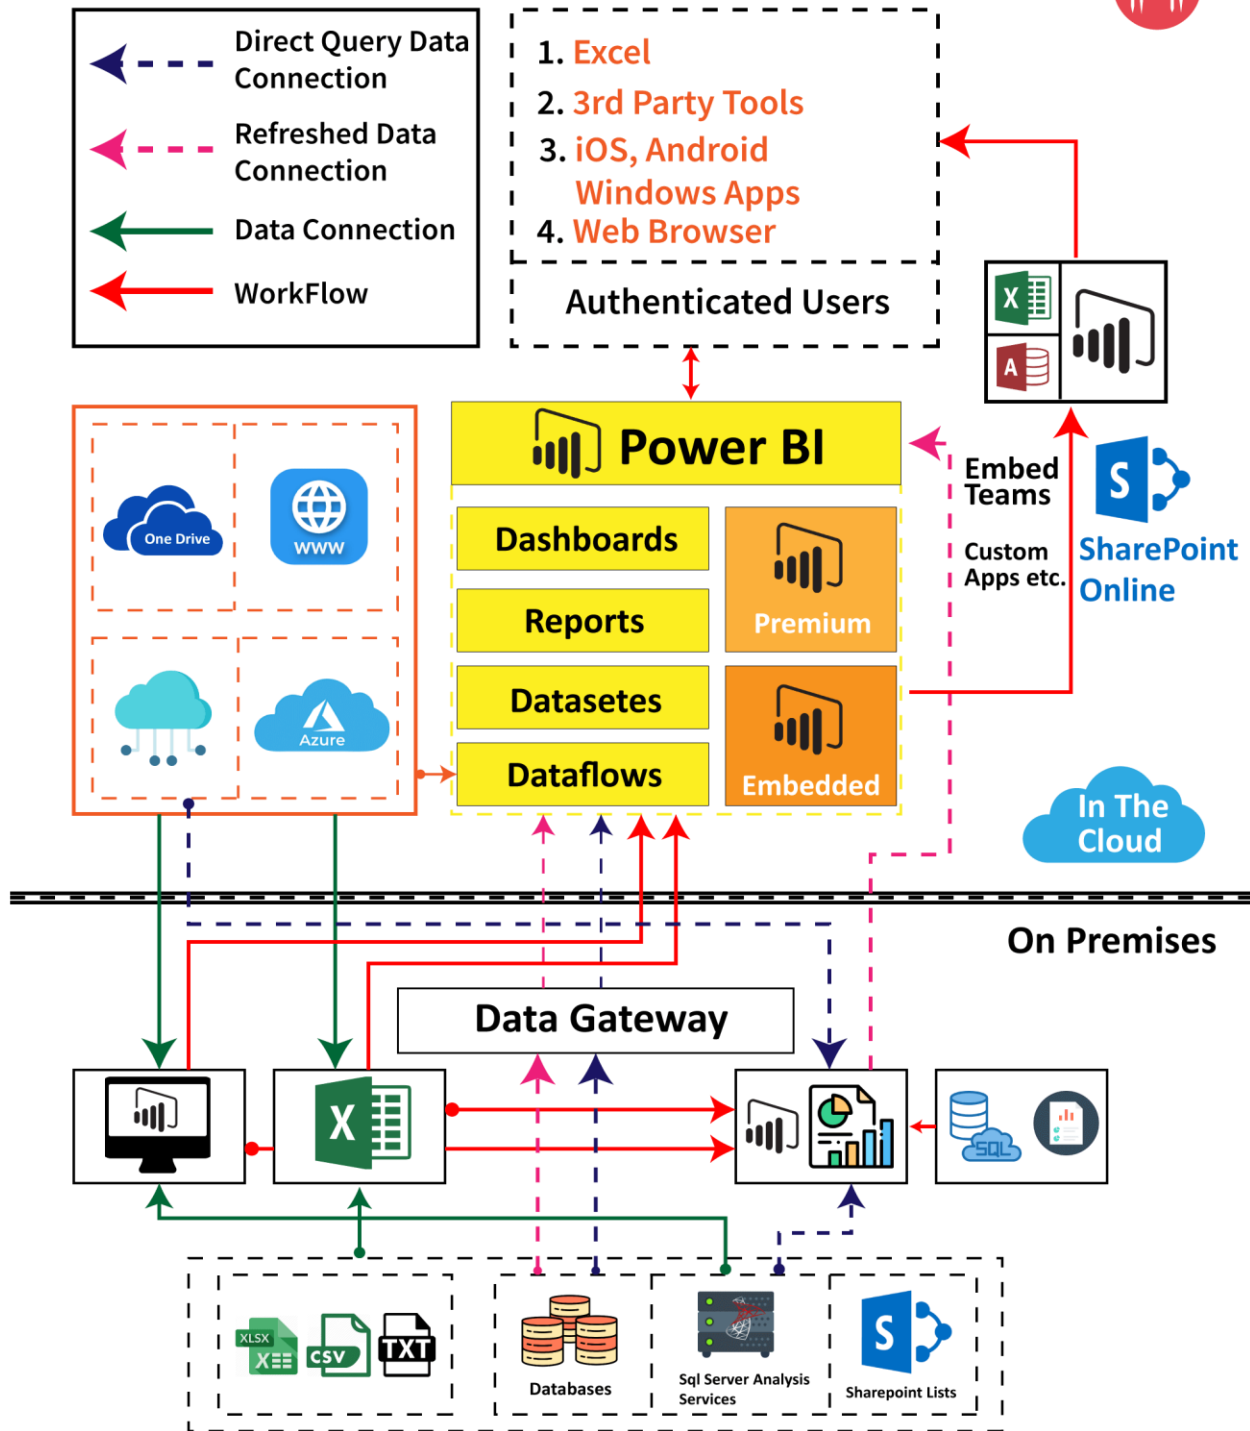 Direct Query Data
Connection
Refreshed Data
Connection
Data Connection
WorkFlow
1. Excel
2. 3rd Party Tools
3. iOS, Android
Windows Apps
4. Web Browser
Authenticated Users
X
A
One Drive
WWW
Azure
Power BI
Dashboards
Reports
Datasetes
Dataflows
Premium
Embedded
Embed
Teams
Custom
Apps etc.
S
SharePoint
Online
In The
Cloud
On Premises
Data Gateway
X
SQL
XLSX
X
CSV
TXT
Databases
Sql Server Analysis
Services
S
Sharepoint Lists